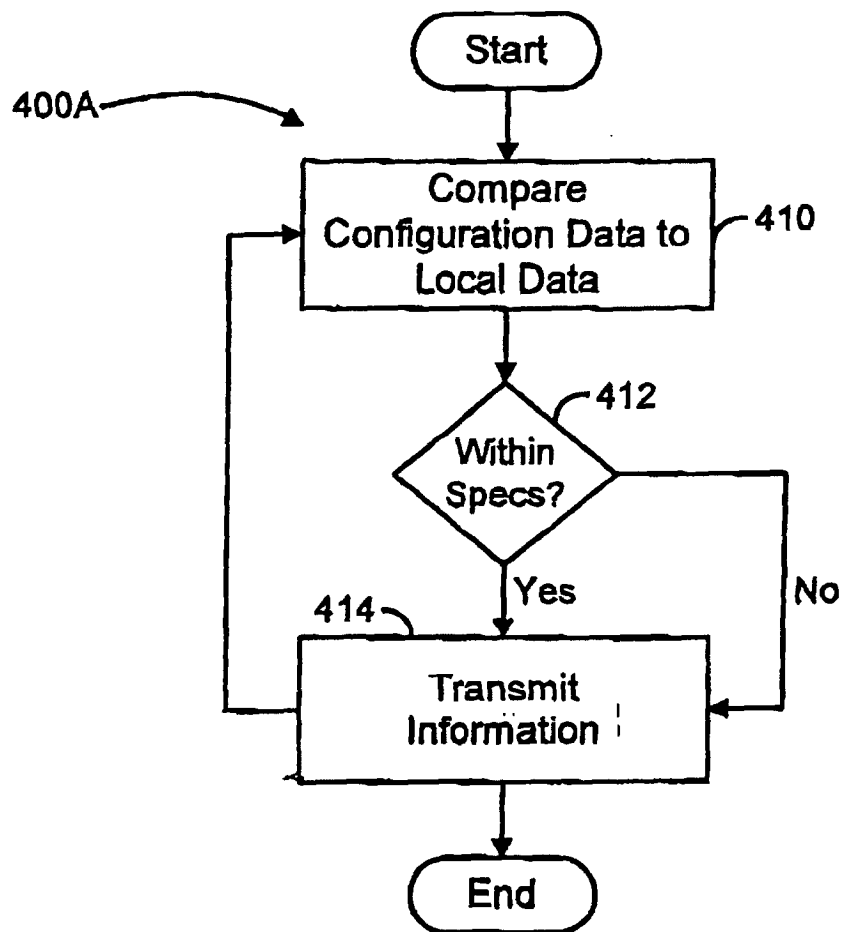 Start
400A
Compare
Configuration Data to
Local Data
410
412
Within
Specs?
Yes
No
414
Transmit
Information
End